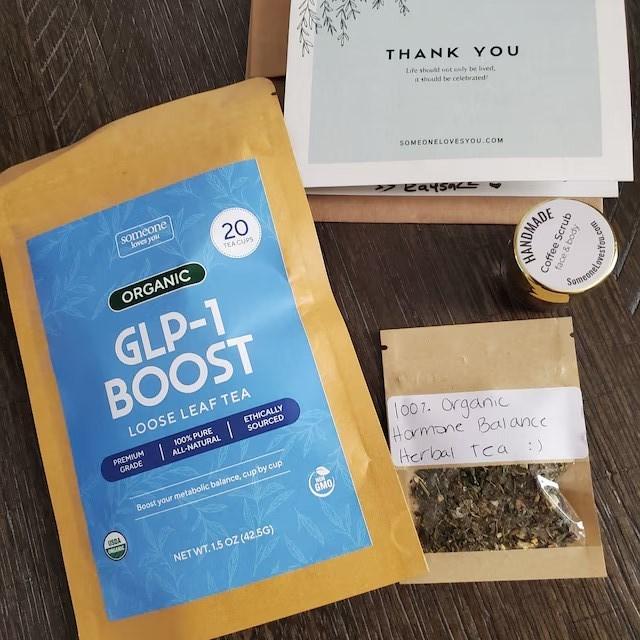 THANK YOU
Life should not only be lived,
it should be celebrated!
SOMEONELOVESYOU.COM
HANDMADE
Coffee Scrub
face & body
SomeoneLovesYou.com
someone
loves you
20
TEA CUPS
ORGANIC
GLP-1
BOOST
LOOSE LEAF TEA
PREMIUM
GRADE
100% PURE
ALL-NATURAL
ETHICALLY
SOURCED
Boost your metabolic balance, cup by cup
NON
GMO
USDA
ORGANIC
NET WT. 1.5 OZ (42.5G)
100% Organic
Hormone Balance
Herbal Tea :)